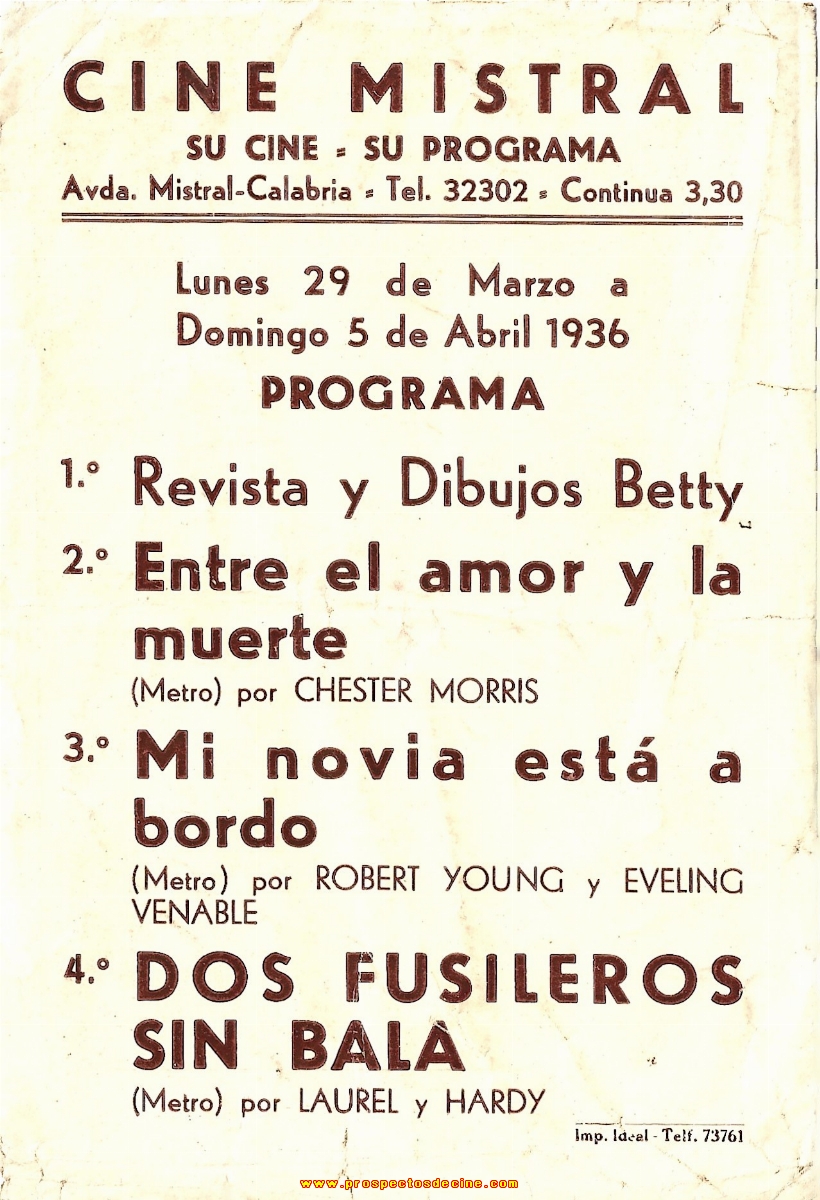 CINE MISTRAL
SU CINE = SU PROGRAMA
Avda. Mistral-Calabria = Tel. 32302 = Continua 3,30
Lunes 29 de Marzo a
Domingo 5 de Abril 1936
PROGRAMA
1.º Revista y Dibujos Betty
2.º Entre el amor y la
muerte
(Metro) por CHESTER MORRIS
3.º Mi novia está a
bordo
(Metro) por ROBERT YOUNG y EVELING
VENABLE
4.º DOS FUSILEROS
SIN BALA
(Metro) por LAUREL y HARDY
Imp. Ideal - Telf. 73761
www.prospectosdecine.com